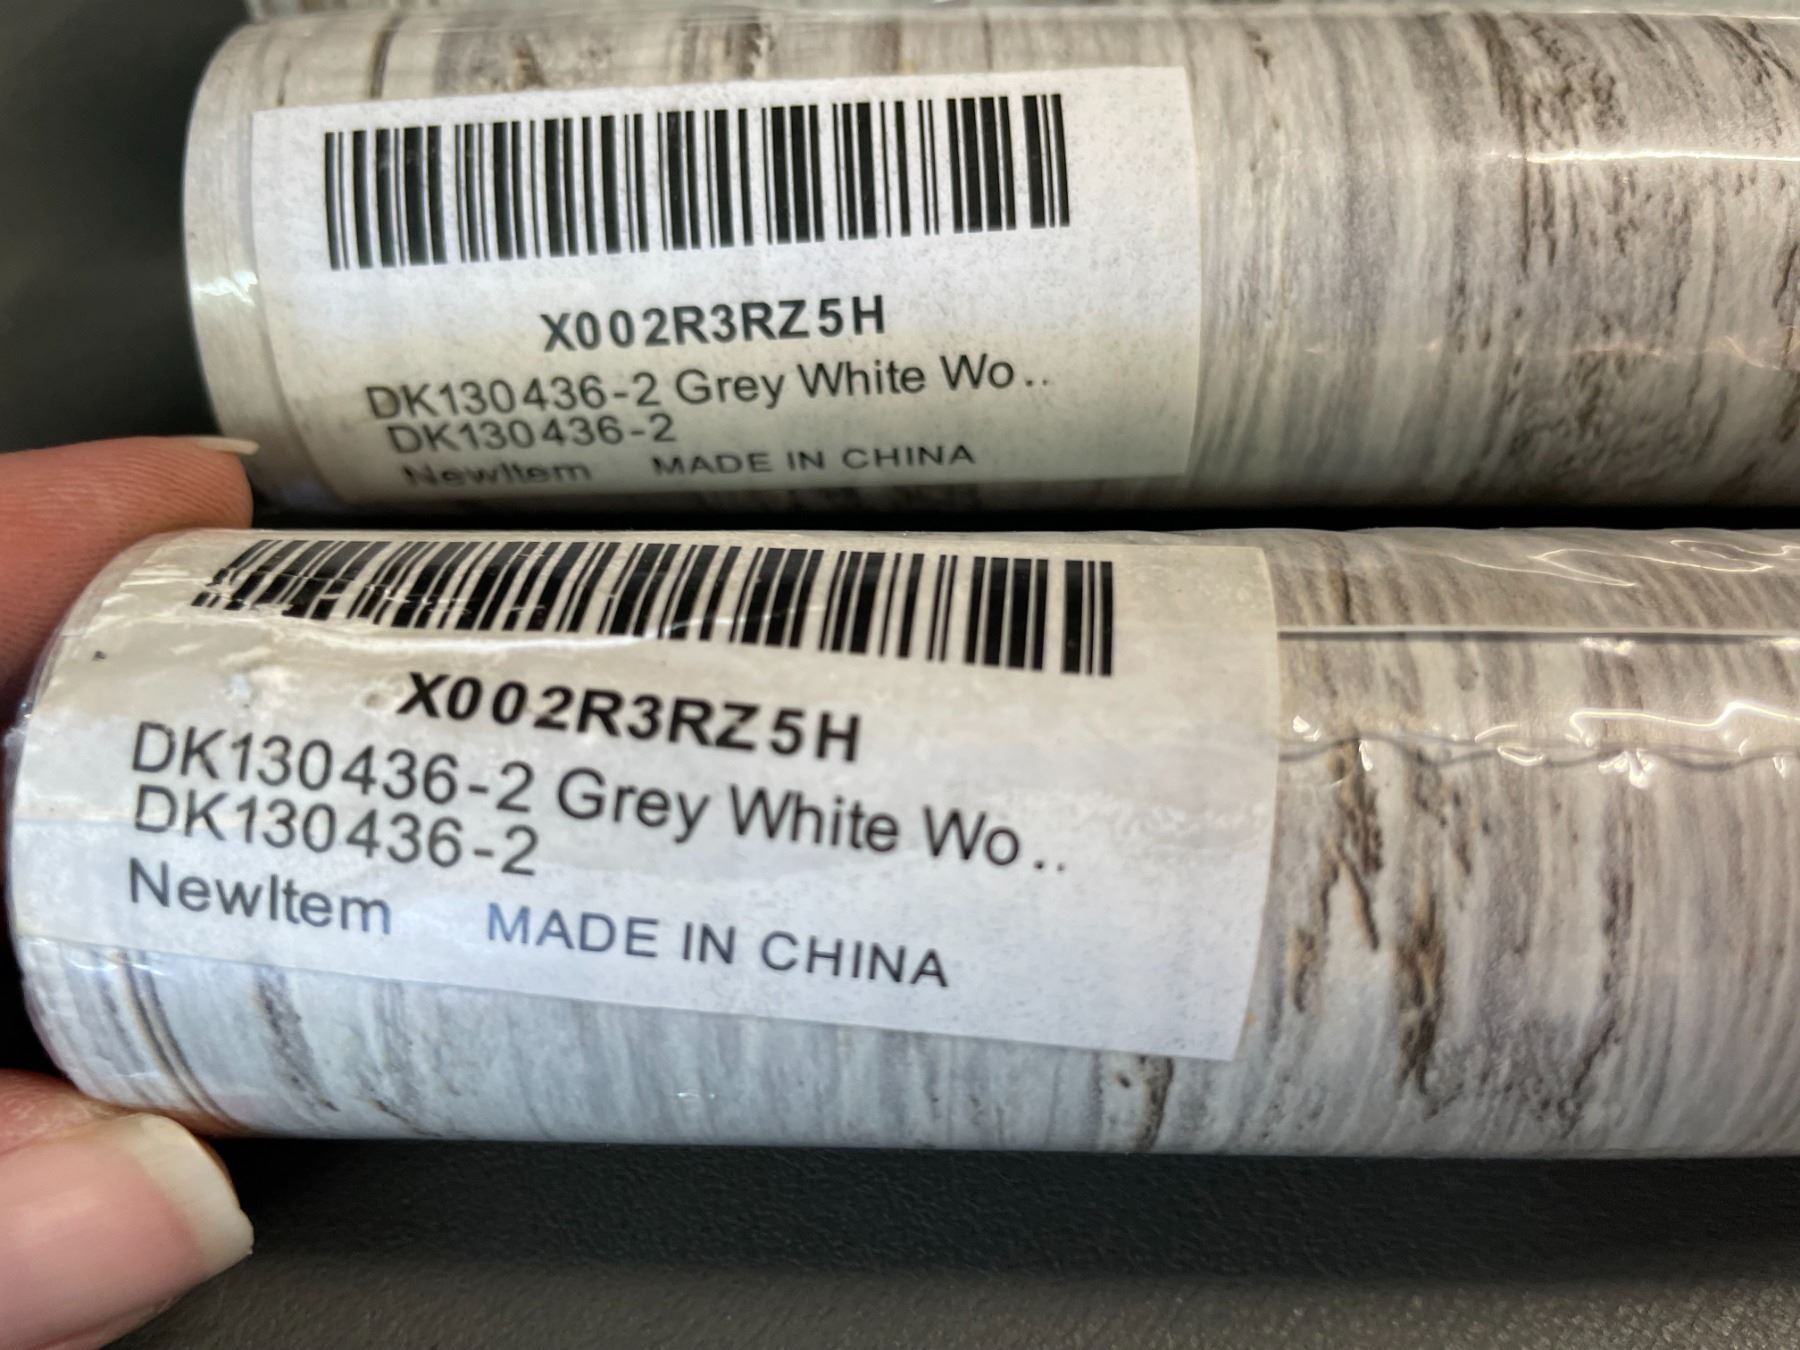 X002R3RZ5H
DK130436-2 Grey White Wo..
DK130436-2
NewItem MADE IN CHINA
X002R3RZ5H
DK130436-2 Grey White Wo..
DK130436-2
NewItem MADE IN CHINA